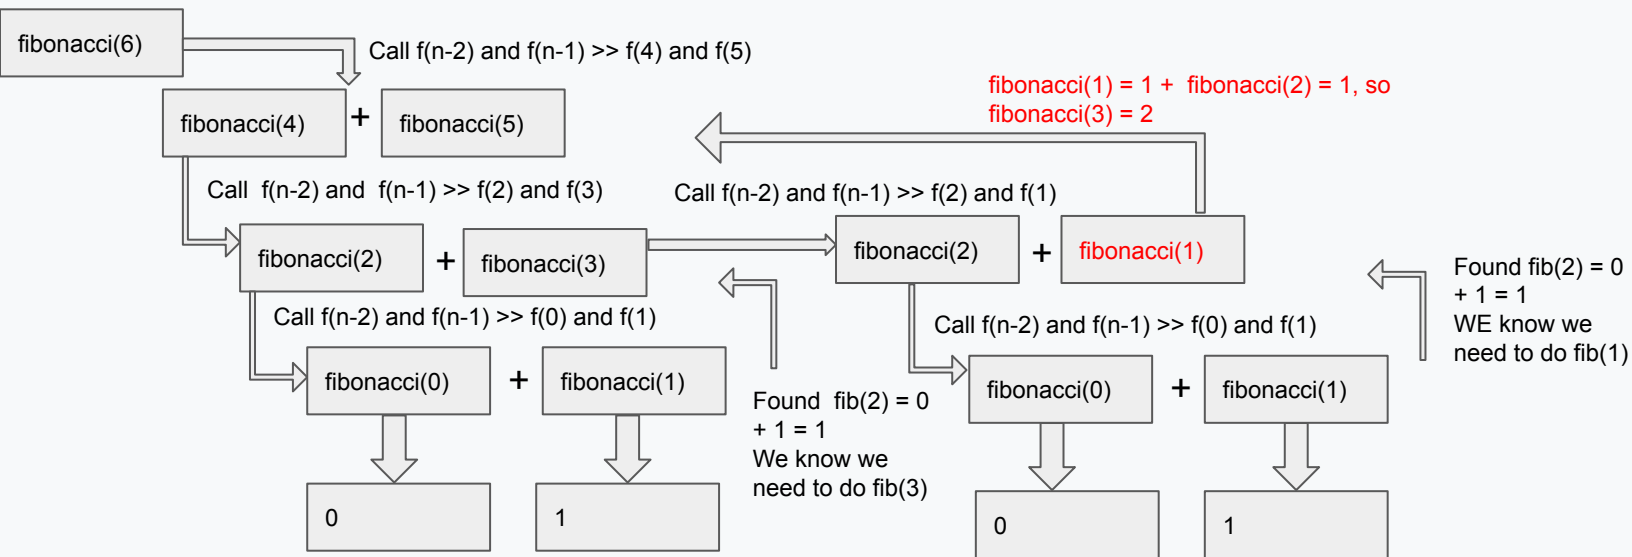 fibonacci(6)
Call f(n-2) and f(n-1) >> f(4) and f(5)
fibonacci(1) = 1 + fibonacci(2) = 1, so
fibonacci(3) = 2
fibonacci(4)
+
fibonacci(5)
Call f(n-2) and f(n-1) >> f(2) and f(3)
Call f(n-2) and f(n-1) >> f(2) and f(1)
fibonacci(2)
+
fibonacci(3)
fibonacci(2)
+
fibonacci(1)
Found fib(2) = 0
+ 1 = 1
WE know we
need to do fib(1)
Call f(n-2) and f(n-1) >> f(0) and f(1)
Call f(n-2) and f(n-1) >> f(0) and f(1)
fibonacci(0)
+
fibonacci(1)
Found fib(2) = 0
+ 1 = 1
We know we
need to do fib(3)
fibonacci(0)
+
fibonacci(1)
0
1
0
1